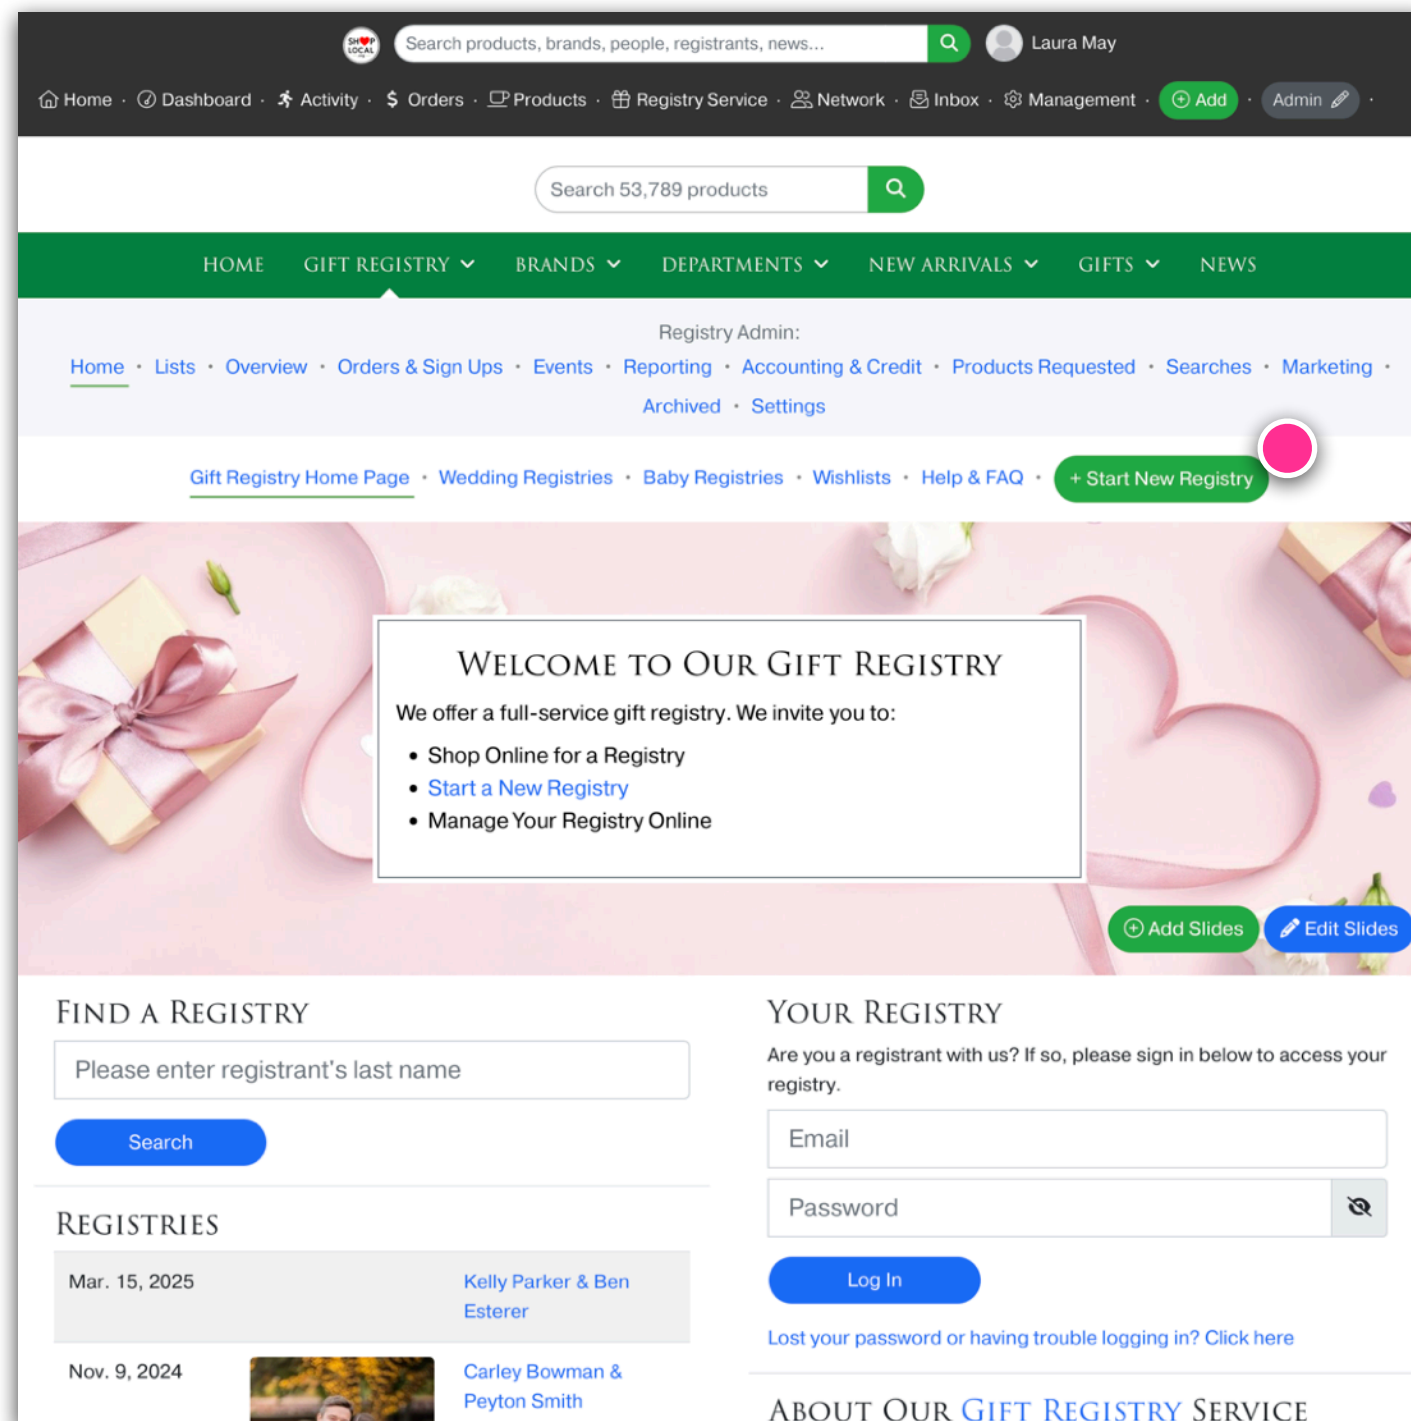 SHOP
LOCAL
Search products, brands, people, registrants, news...
Laura May
Home · Dashboard · Activity · $ Orders · Products · Registry Service · Network · Inbox · Management · Add · Admin ·
Search 53,789 products
HOME GIFT REGISTRY BRANDS DEPARTMENTS NEW ARRIVALS GIFTS NEWS
Registry Admin:
Home · Lists · Overview · Orders & Sign Ups · Events · Reporting · Accounting & Credit · Products Requested · Searches · Marketing ·
Archived · Settings
Gift Registry Home Page · Wedding Registries · Baby Registries · Wishlists · Help & FAQ · + Start New Registry
WELCOME TO OUR GIFT REGISTRY
We offer a full-service gift registry. We invite you to:
• Shop Online for a Registry
• Start a New Registry
• Manage Your Registry Online
Add Slides Edit Slides
FIND A REGISTRY
Please enter registrant's last name
Search
REGISTRIES
Mar. 15, 2025 Kelly Parker & Ben
Esterer
Nov. 9, 2024 Carley Bowman &
Peyton Smith
YOUR REGISTRY
Are you a registrant with us? If so, please sign in below to access your
registry.
Email
Password
Log In
Lost your password or having trouble logging in? Click here
ABOUT OUR GIFT REGISTRY SERVICE